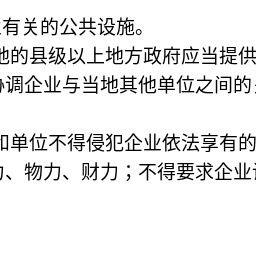 有关的公共设施。
地的县级以上地方政府应当提供
协调企业与当地其他单位之间的
和单位不得侵犯企业依法享有的
力、物力、财力；不得要求企业